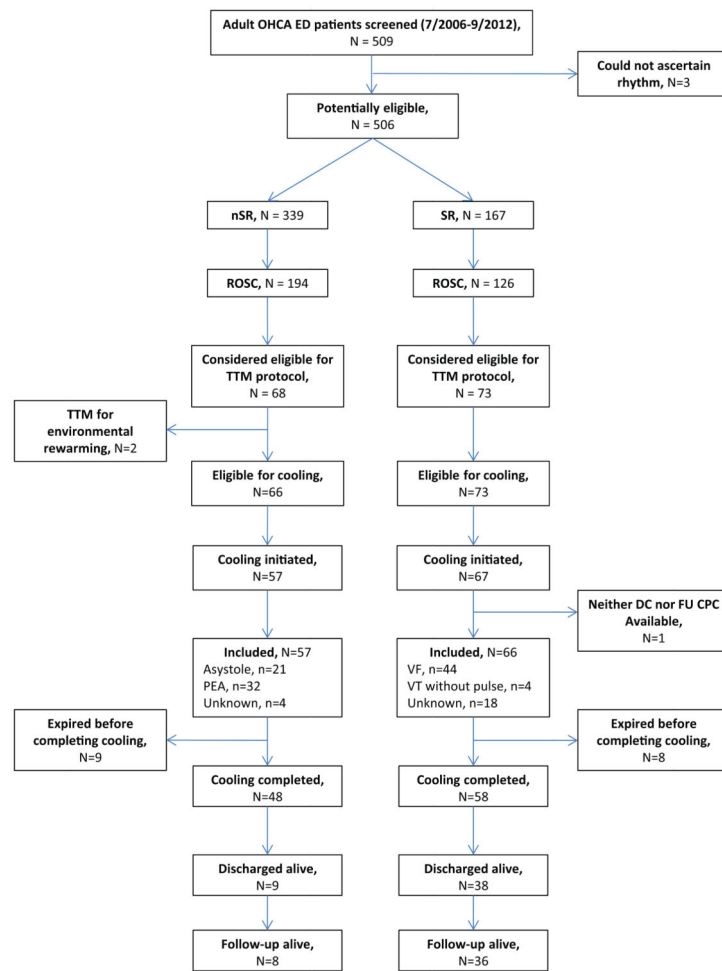 Adult OHCA ED patients screened (7/2006-9/2012),
N = 509
Could not ascertain
rhythm, N=3
Potentially eligible,
N = 506
nSR, N = 339
SR, N = 167
ROSC, N = 194
ROSC, N = 126
Considered eligible for
TTM protocol,
N = 68
Considered eligible for
TTM protocol,
N = 73
TTM for
environmental
rewarming, N=2
Eligible for cooling,
N=66
Eligible for cooling,
N=73
Cooling initiated,
N=57
Cooling initiated,
N=67
Neither DC nor FU CPC
Available,
N=1
Included, N=57
Asystole, n=21
PEA, n=32
Unknown, n=4
Included, N=66
VF, n=44
VT without pulse, n=4
Unknown, n=18
Expired before
completing cooling,
N=9
Expired before
completing cooling,
N=8
Cooling completed,
N=48
Cooling completed,
N=58
Discharged alive,
N=9
Discharged alive,
N=38
Follow-up alive,
N=8
Follow-up alive,
N=36